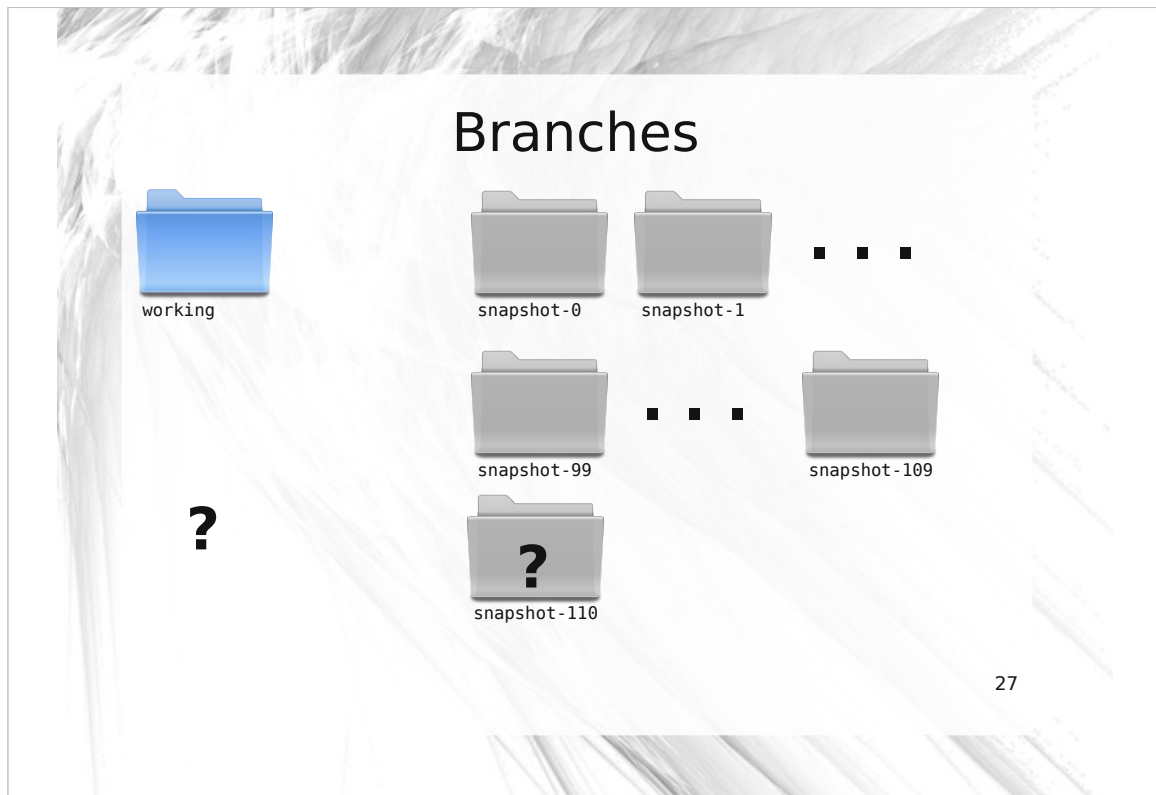 Branches
working
snapshot-0
snapshot-1
. . .
snapshot-99
. . .
snapshot-109
?
?
snapshot-110
27